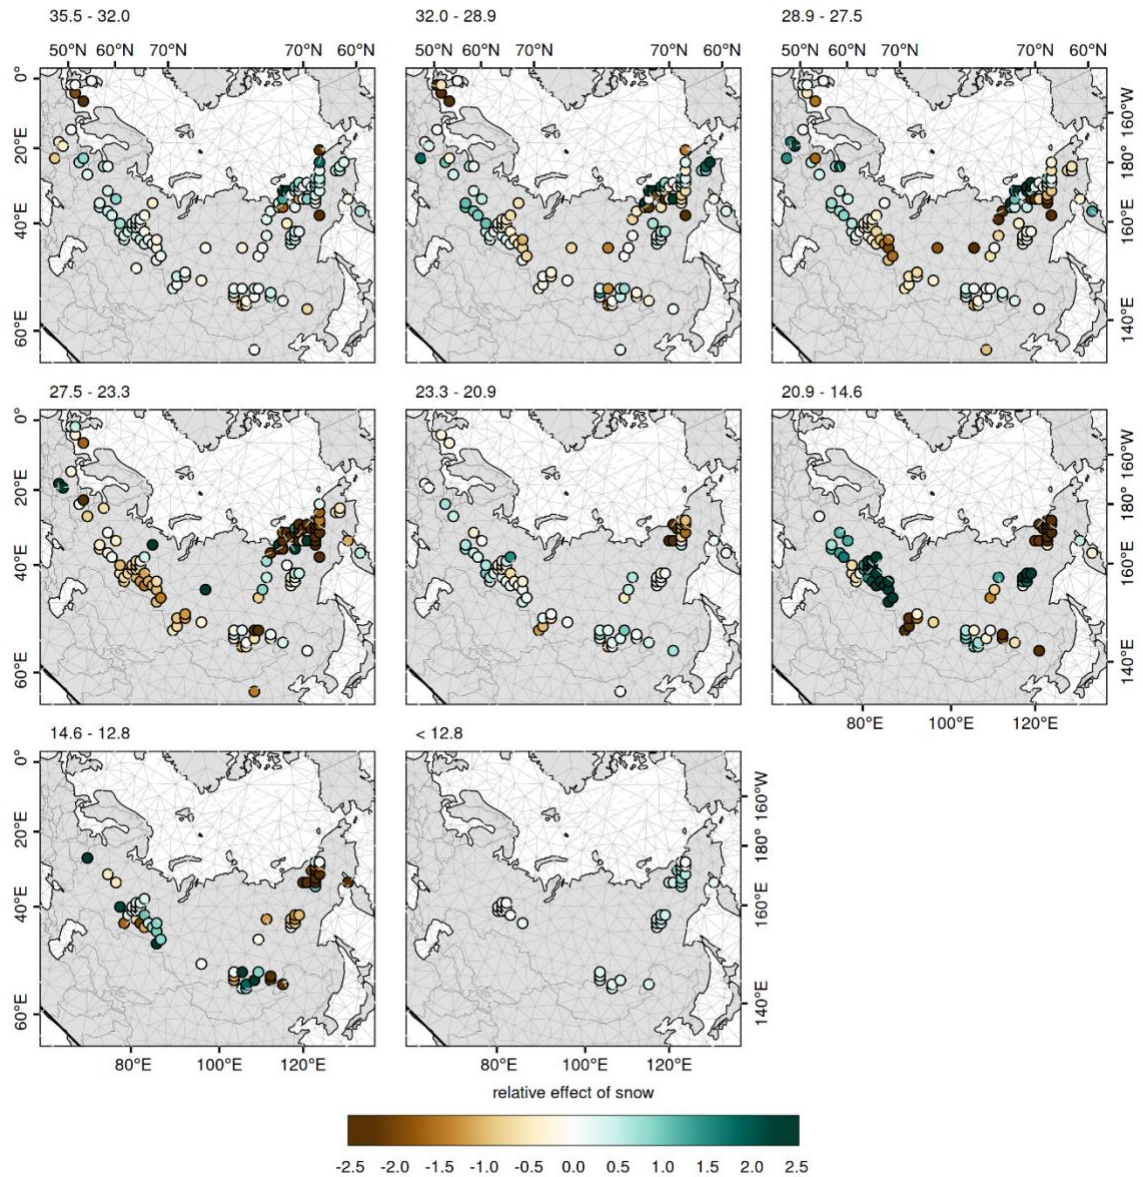 35.5 - 32.0
32.0 - 28.9
28.9 - 27.5
50°N 60°N 70°N 70°N 60°N
50°N 60°N 70°N 70°N 60°N
50°N 60°N 70°N 70°N 60°N
0°
20°E
40°E
60°E
160°W
180°
160°E
140°E
27.5 - 23.3
23.3 - 20.9
20.9 - 14.6
0°
20°E
40°E
60°E
160°W
180°
160°E
140°E
80°E 100°E 120°E
14.6 - 12.8
< 12.8
0°
20°E
40°E
60°E
160°W
180°
160°E
140°E
80°E 100°E 120°E
80°E 100°E 120°E
relative effect of snow
-2.5 -2.0 -1.5 -1.0 -0.5 0.0 0.5 1.0 1.5 2.0 2.5